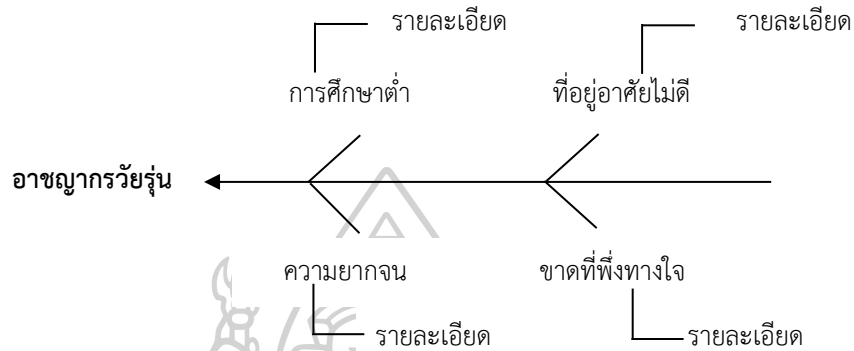 รายละเอียด รายละเอียด
การศึกษาต่ำ ที่อยู่อาศัยไม่ดี
อาชญากรวัยรุ่น
ความยากจน ขาดที่พึ่งทางใจ
รายละเอียด รายละเอียด